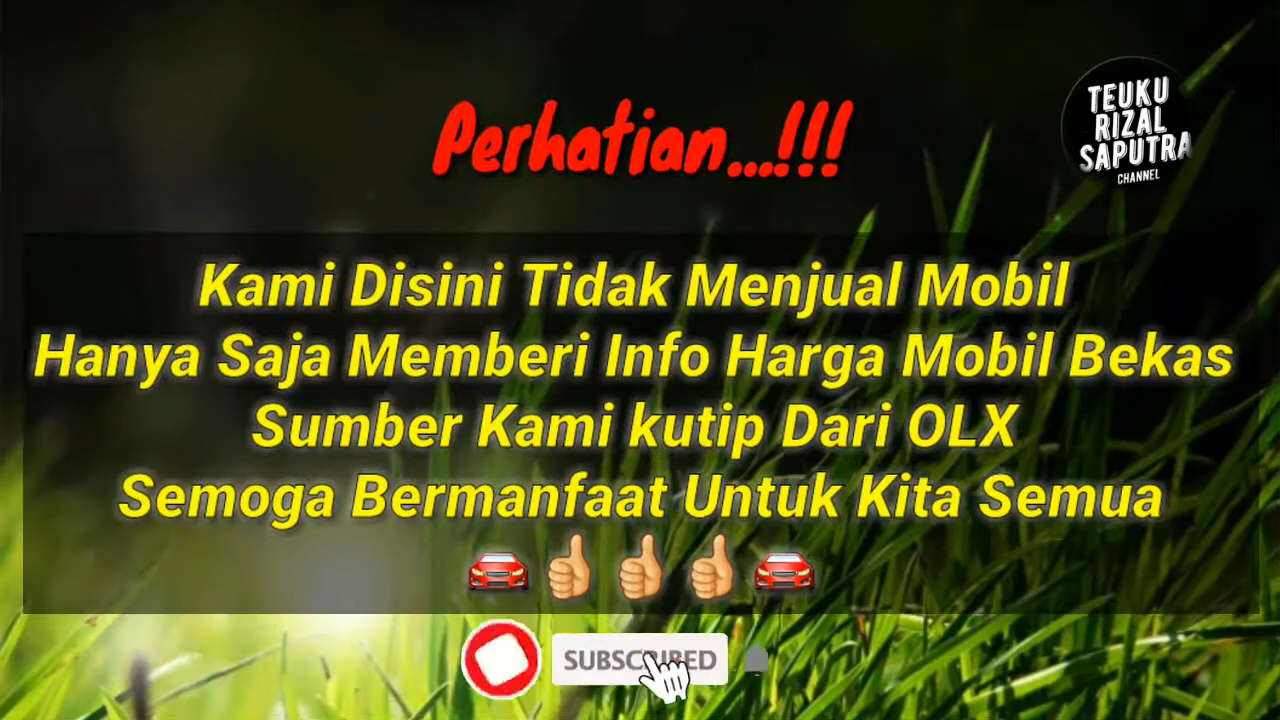 Perhatian...!!!
TEUKU
RIZAL
SAPUTRA
CHANNEL
Kami Disini Tidak Menjual Mobil
Hanya Saja Memberi Info Harga Mobil Bekas
Sumber Kami kutip Dari OLX
Semoga Bermanfaat Untuk Kita Semua
SUBSCRIBED